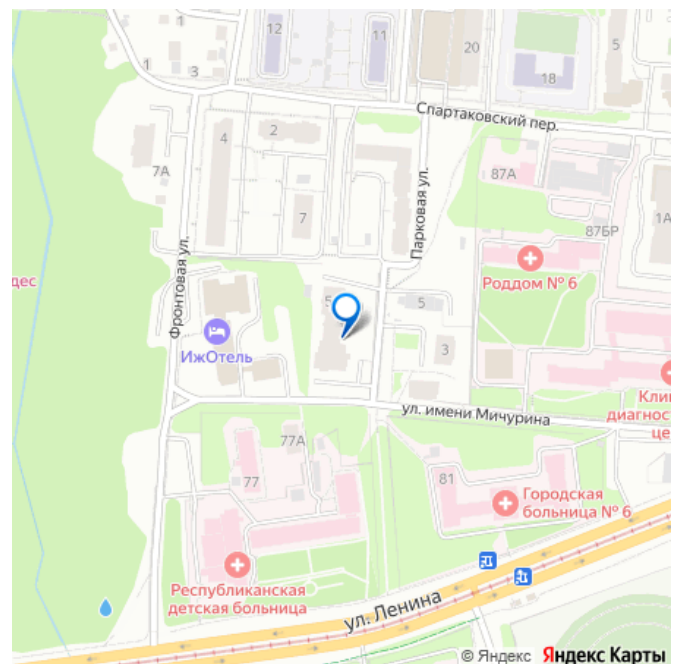 12
11
20
5
18
1
3
Спартаковский пер.
2
4
7А
87А
Парковая ул.
7
87БР
1А
Фронтовая ул.
Роддом № 6
дес
5
ИжОтель
3
Кли
диагнос
це
ул. имени Мичурина
77А
77
81
Городская
больница № 6
Республиканская
детская больница
ул. Ленина
© Яндекс Яндекс Карты